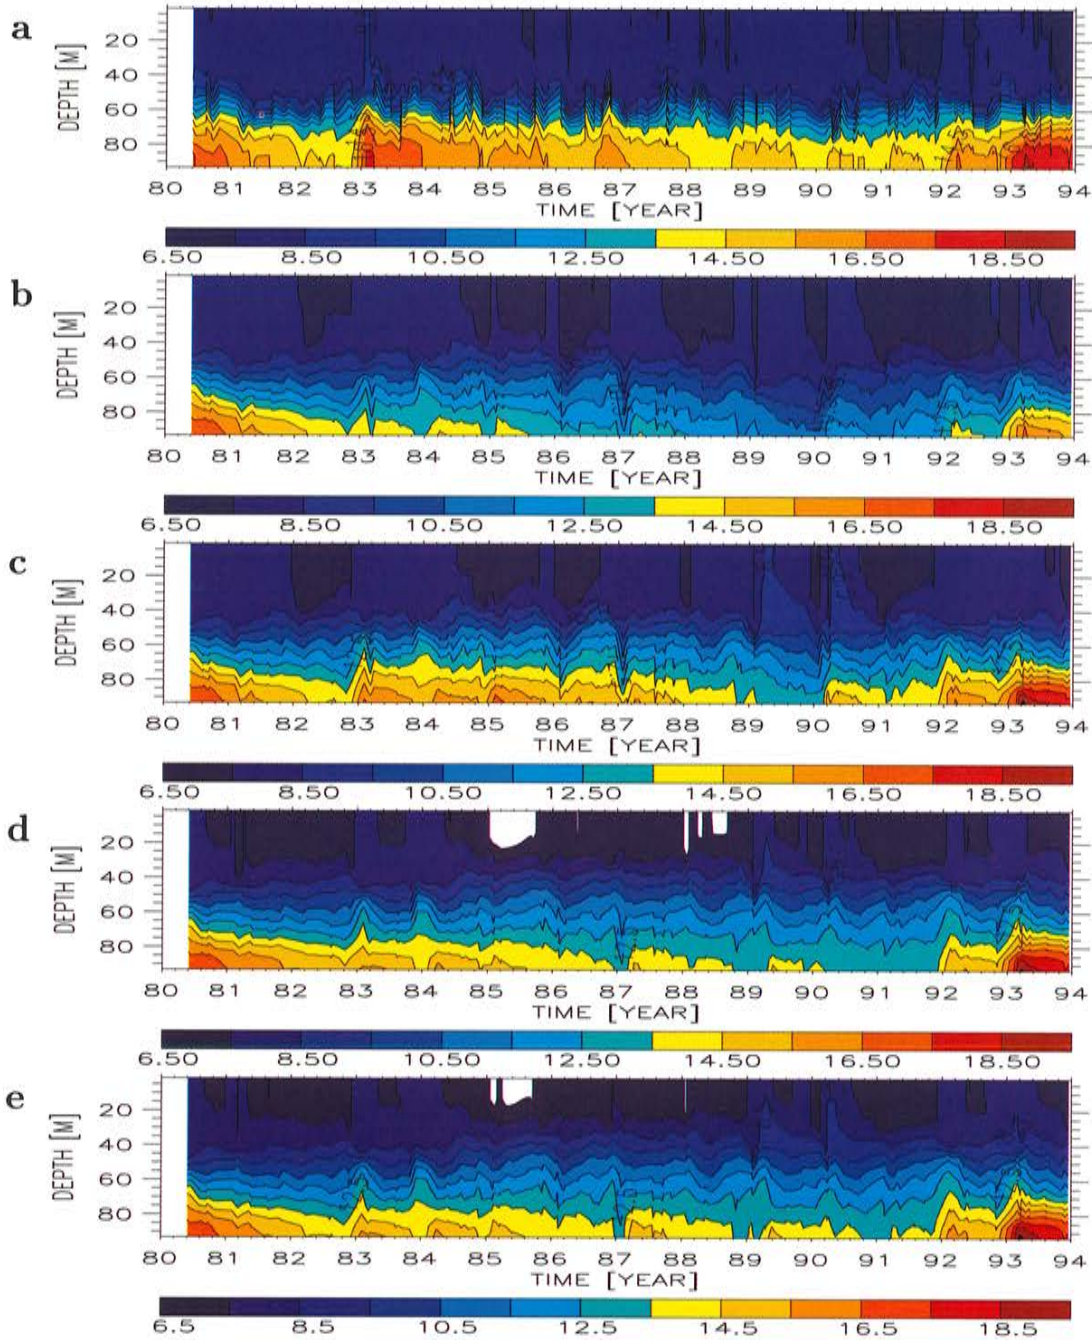 a
DEPTH [M]
20
40
60
80
80 81 82 83 84 85 86 87 88 89 90 91 92 93 94
TIME [YEAR]
6.50 8.50 10.50 12.50 14.50 16.50 18.50
b
DEPTH [M]
20
40
60
80
80 81 82 83 84 85 86 87 88 89 90 91 92 93 94
TIME [YEAR]
6.50 8.50 10.50 12.50 14.50 16.50 18.50
c
DEPTH [M]
20
40
60
80
80 81 82 83 84 85 86 87 88 89 90 91 92 93 94
TIME [YEAR]
6.50 8.50 10.50 12.50 14.50 16.50 18.50
d
DEPTH [M]
20
40
60
80
80 81 82 83 84 85 86 87 88 89 90 91 92 93 94
TIME [YEAR]
6.50 8.50 10.50 12.50 14.50 16.50 18.50
e
DEPTH [M]
20
40
60
80
80 81 82 83 84 85 86 87 88 89 90 91 92 93 94
TIME [YEAR]
6.5 8.5 10.5 12.5 14.5 16.5 18.5